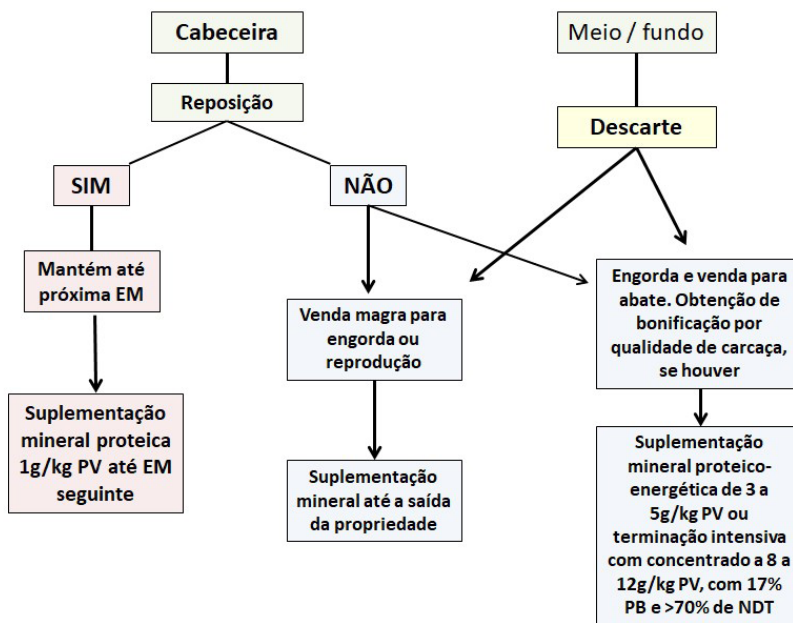 Cabeceira
Meio / fundo
Reposição
Descarte
SIM
NÃO
Mantém até
próxima EM
Venda magra para
engorda ou
reprodução
Engorda e venda para
abate. Obtenção de
bonificação por
qualidade de carcaça,
se houver
Suplementação
mineral proteica
1g/kg PV até EM
seguinte
Suplementação
mineral até a saída
da propriedade
Suplementação
mineral proteico-
energética de 3 a
5g/kg PV ou
terminação intensiva
com concentrado a 8 a
12g/kg PV, com 17%
PB e >70% de NDT